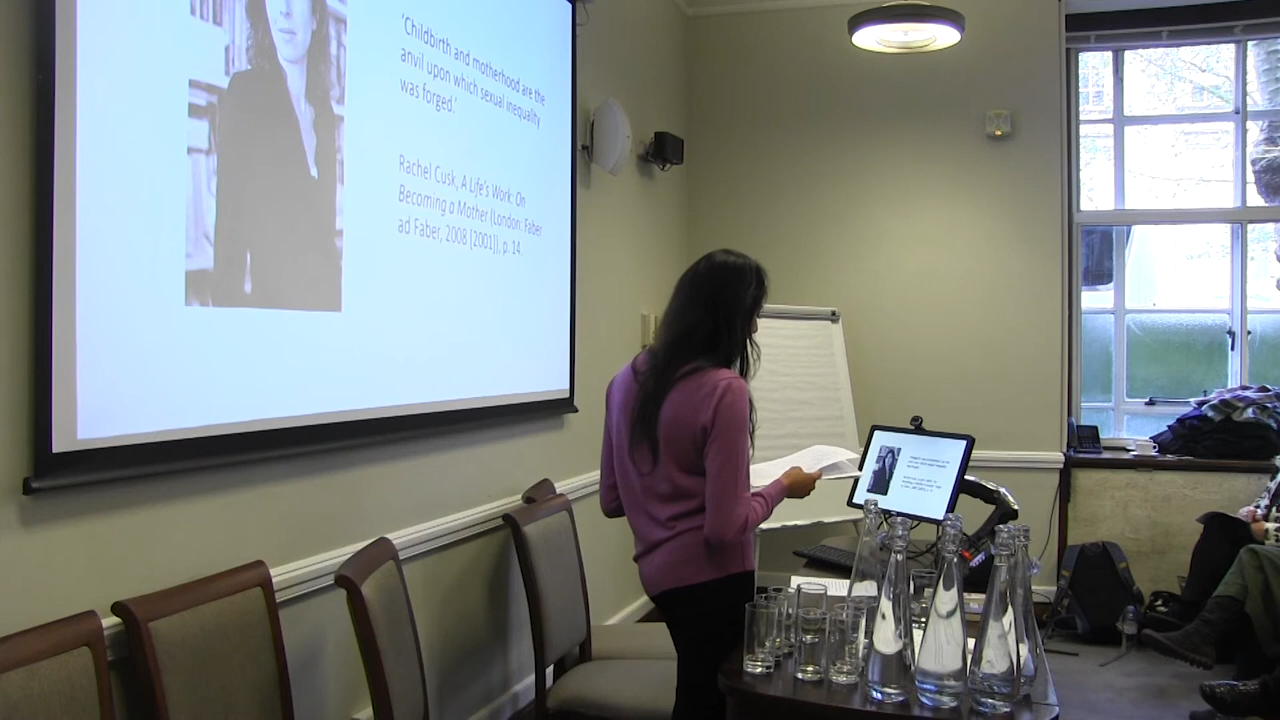 'Childbirth and motherhood are the
anvil upon which sexual inequality
was forged.'
Rachel Cusk, A Life's Work: On
Becoming a Mother (London: Faber
ad Faber, 2008 [2001]), p. 14.